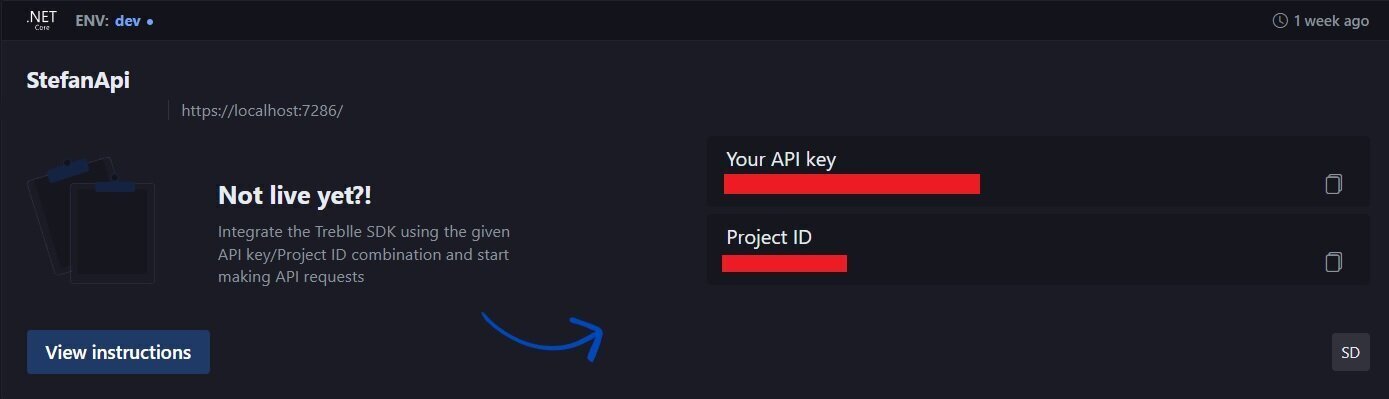 .NET
Core
ENV: dev
1 week ago
StefanApi
https://localhost:7286/
Not live yet?!
Integrate the Treblle SDK using the given
API key/Project ID combination and start
making API requests
Your API key
Project ID
View instructions
SD